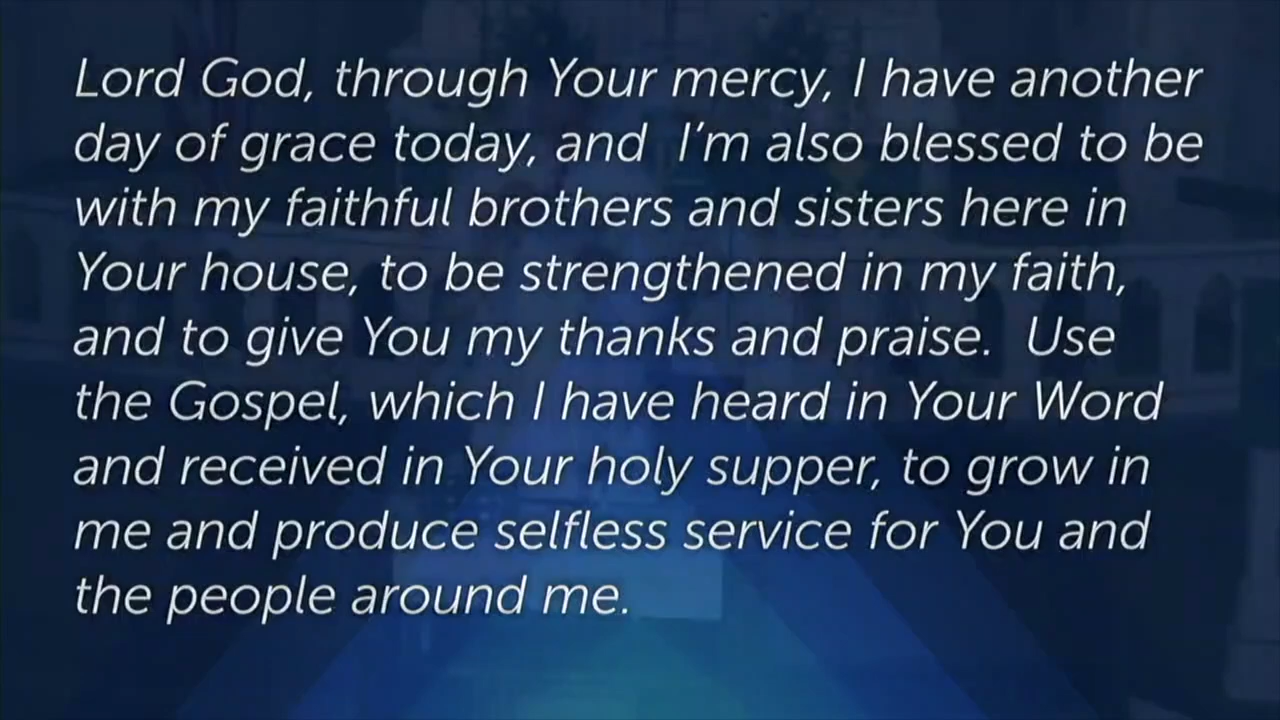 Lord God, through Your mercy, I have another
day of grace today, and  I'm also blessed to be
with my faithful brothers and sisters here in
Your house, to be strengthened in my faith,
and to give You my thanks and praise.  Use
the Gospel, which I have heard in Your Word
and received in Your holy supper, to grow in
me and produce selfless service for You and
the people around me.